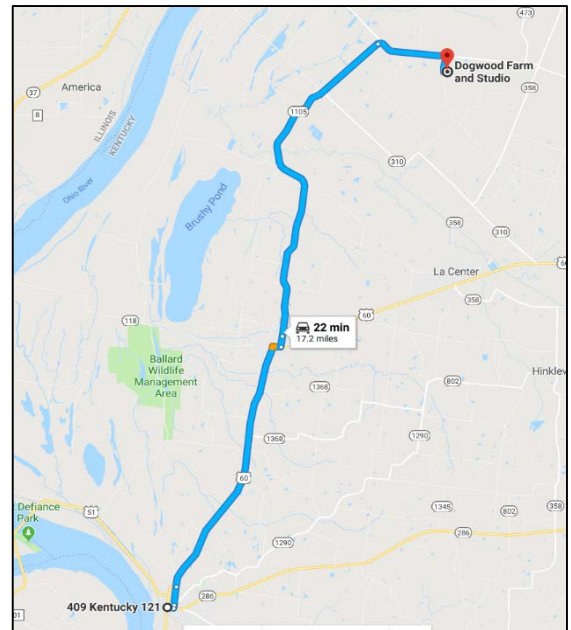 473
Dogwood Farm
and Studio
America
358
37
8
ILLINOIS
KENTUCKY
1105
310
Ohio River
Brushy Pond
358
310
La Center
60
60
358
22 min
17.2 miles
118
Ballard
Wildlife
Management
Area
1368
802
Hinklev
1368
1290
60
Defiance
Park
51
1345
802
358
286
1290
286
409 Kentucky 121
01